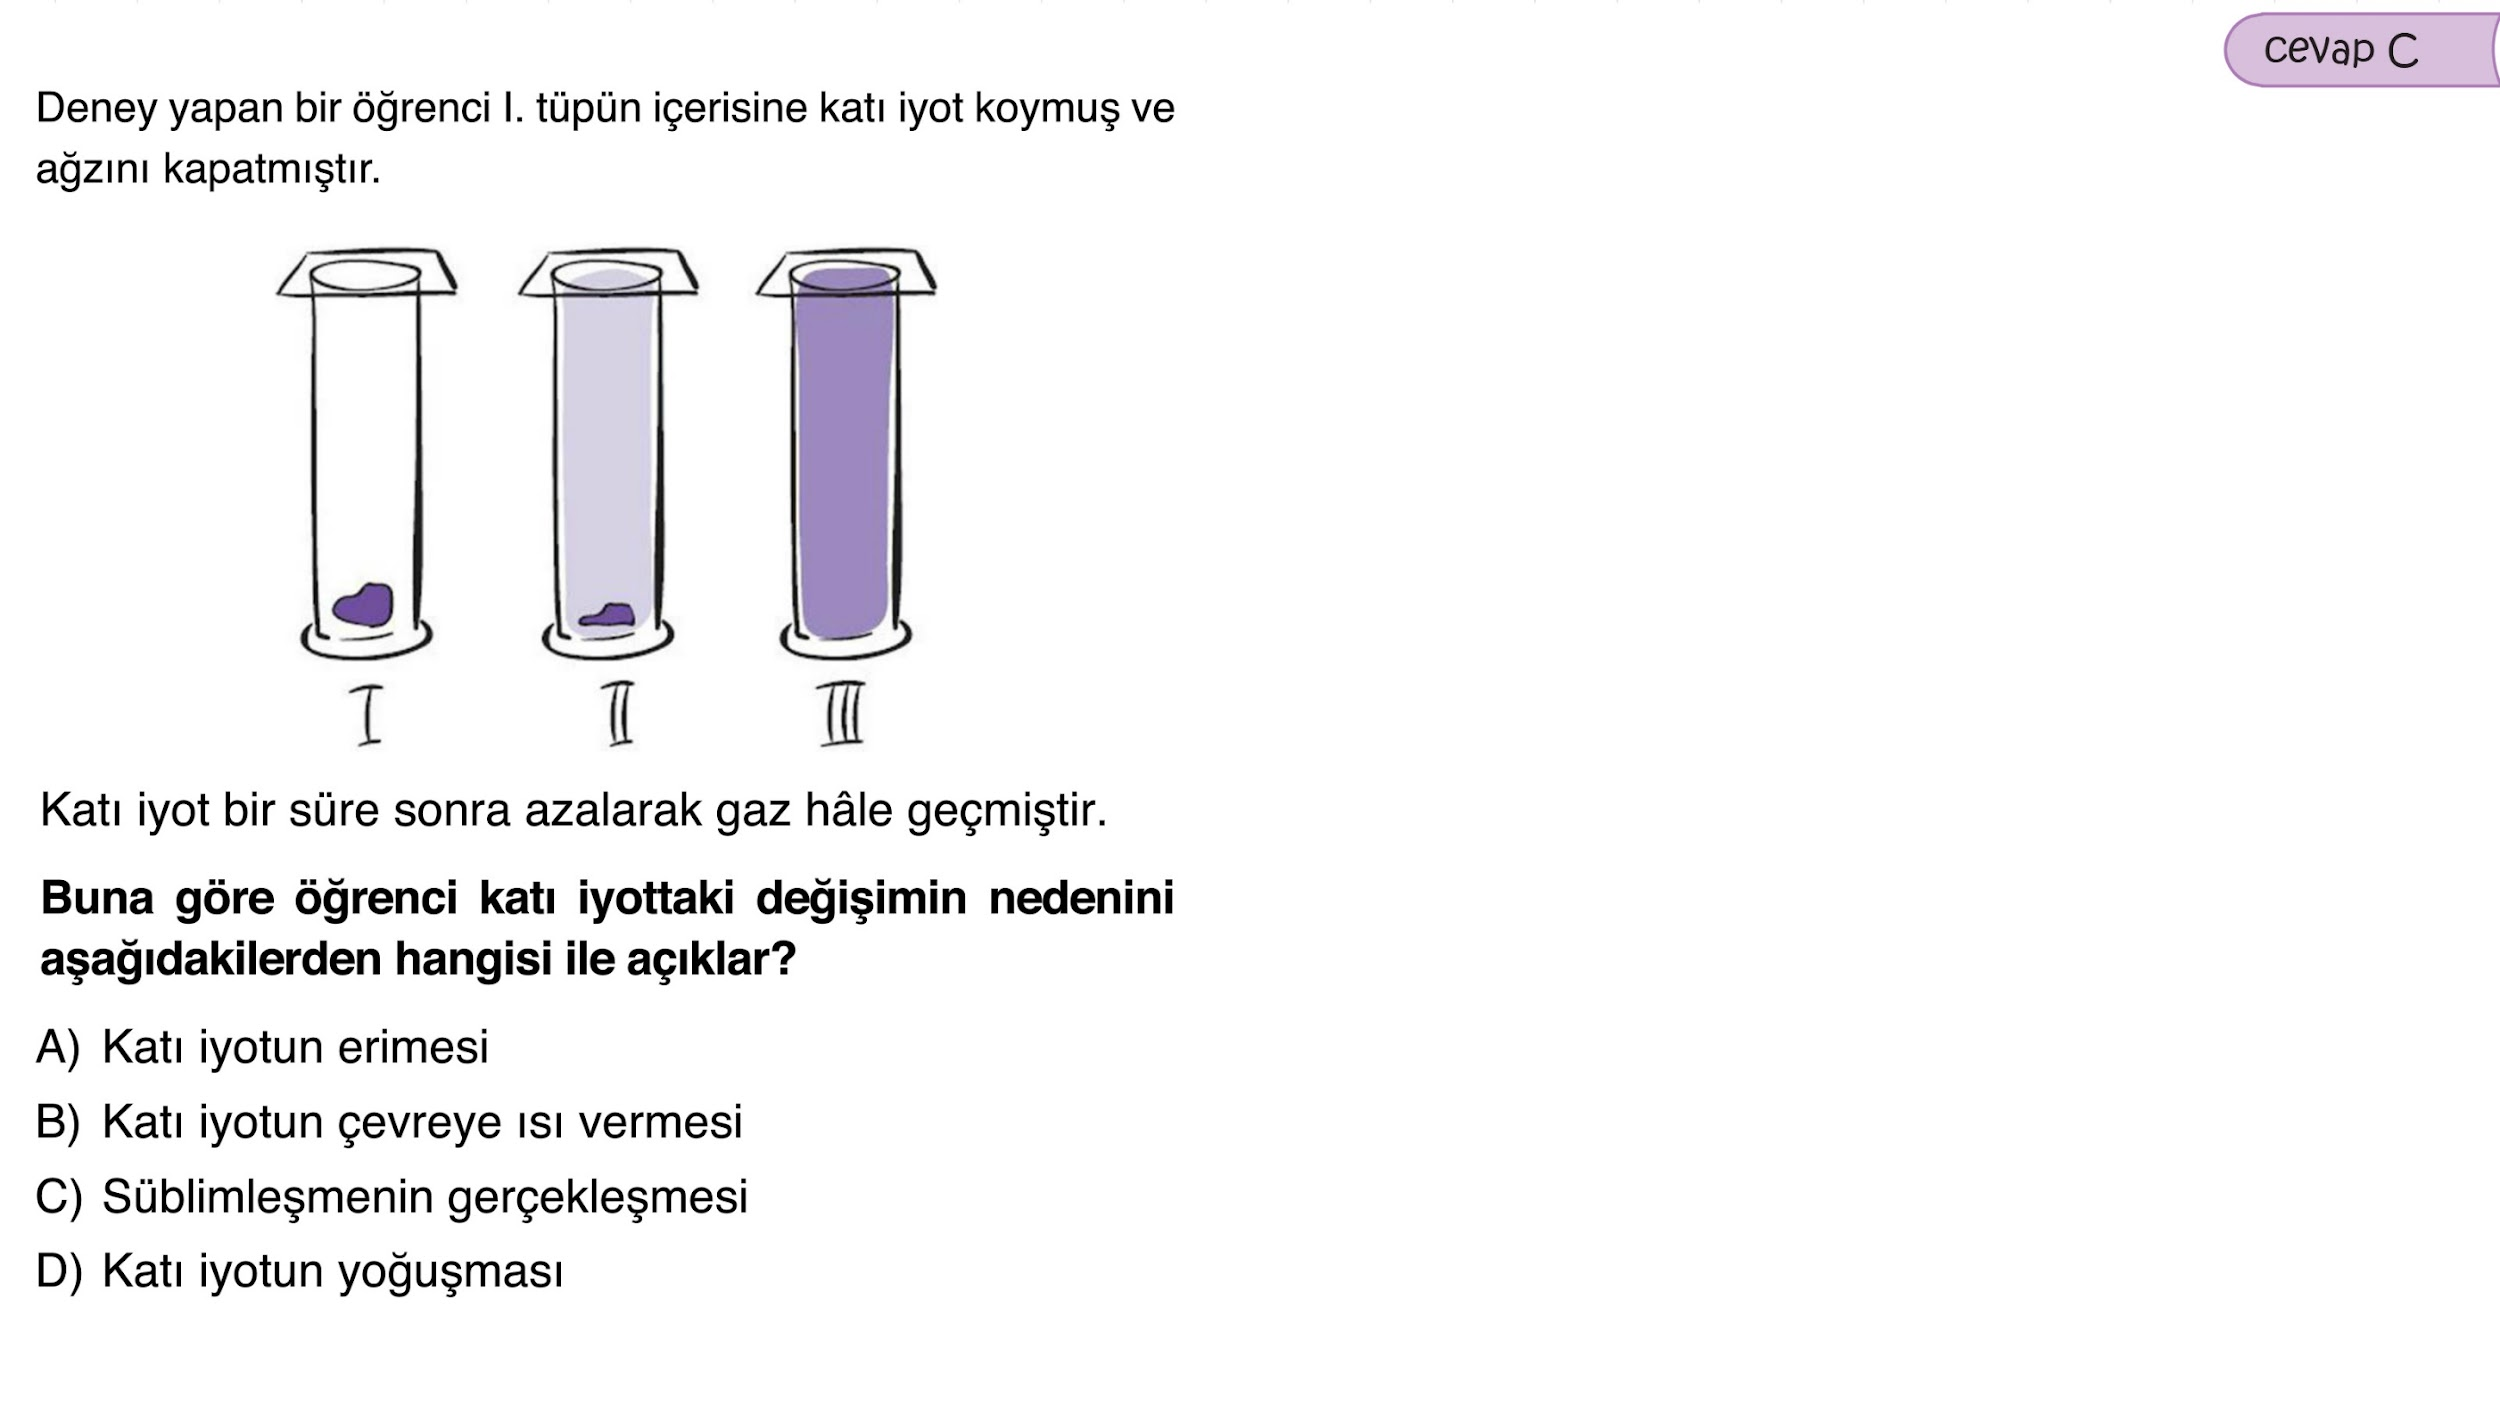 cevap C
Deney yapan bir öğrenci I. tüpün içerisine katı iyot koymuş ve
ağzını kapatmıştır.
I II III
Katı iyot bir süre sonra azalarak gaz hâle geçmiştir.
Buna göre öğrenci katı iyottaki değişimin nedenini
aşağıdakilerden hangisi ile açıklar?
A) Katı iyotun erimesi
B) Katı iyotun çevreye ısı vermesi
C) Süblimleşmenin gerçekleşmesi
D) Katı iyotun yoğuşması